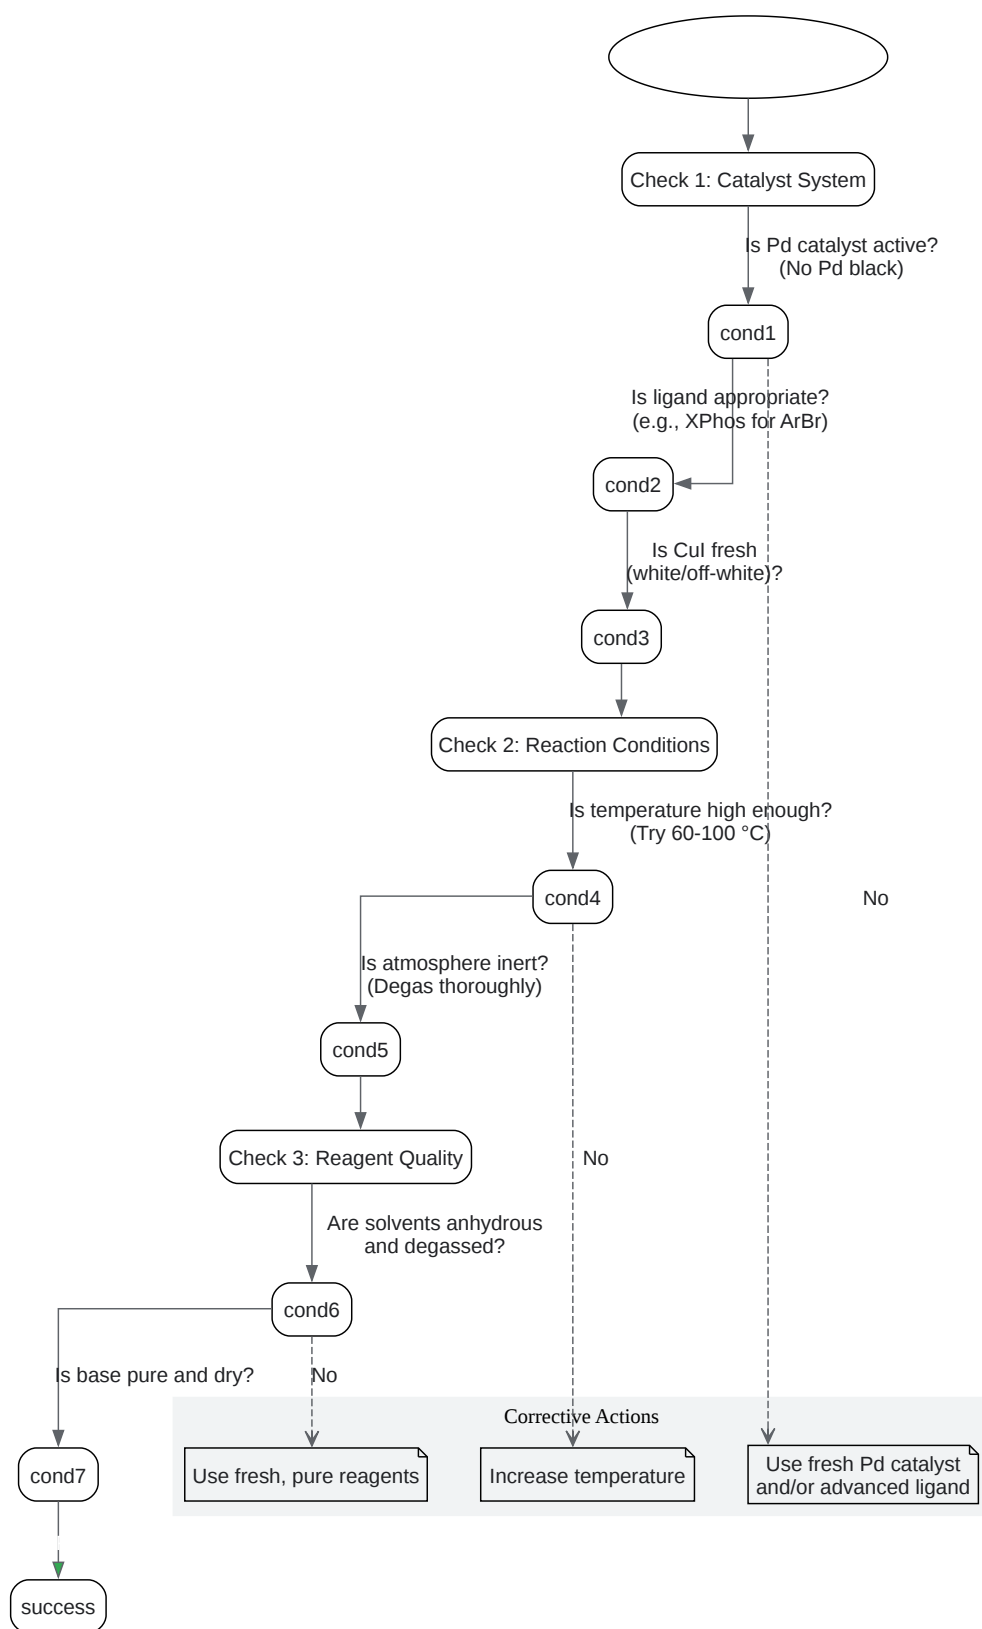 Check 1: Catalyst System
Is Pd catalyst active?
(No Pd black)
cond1
Is ligand appropriate?
(e.g., XPhos for ArBr)
cond2
Is CuI fresh
(white/off-white)?
cond3
Check 2: Reaction Conditions
Is temperature high enough?
(Try 60-100 °C)
cond4
No
Is atmosphere inert?
(Degas thoroughly)
cond5
Check 3: Reagent Quality
No
Are solvents anhydrous
and degassed?
cond6
Is base pure and dry?
No
Corrective Actions
cond7
Use fresh, pure reagents
Increase temperature
Use fresh Pd catalyst
and/or advanced ligand
success